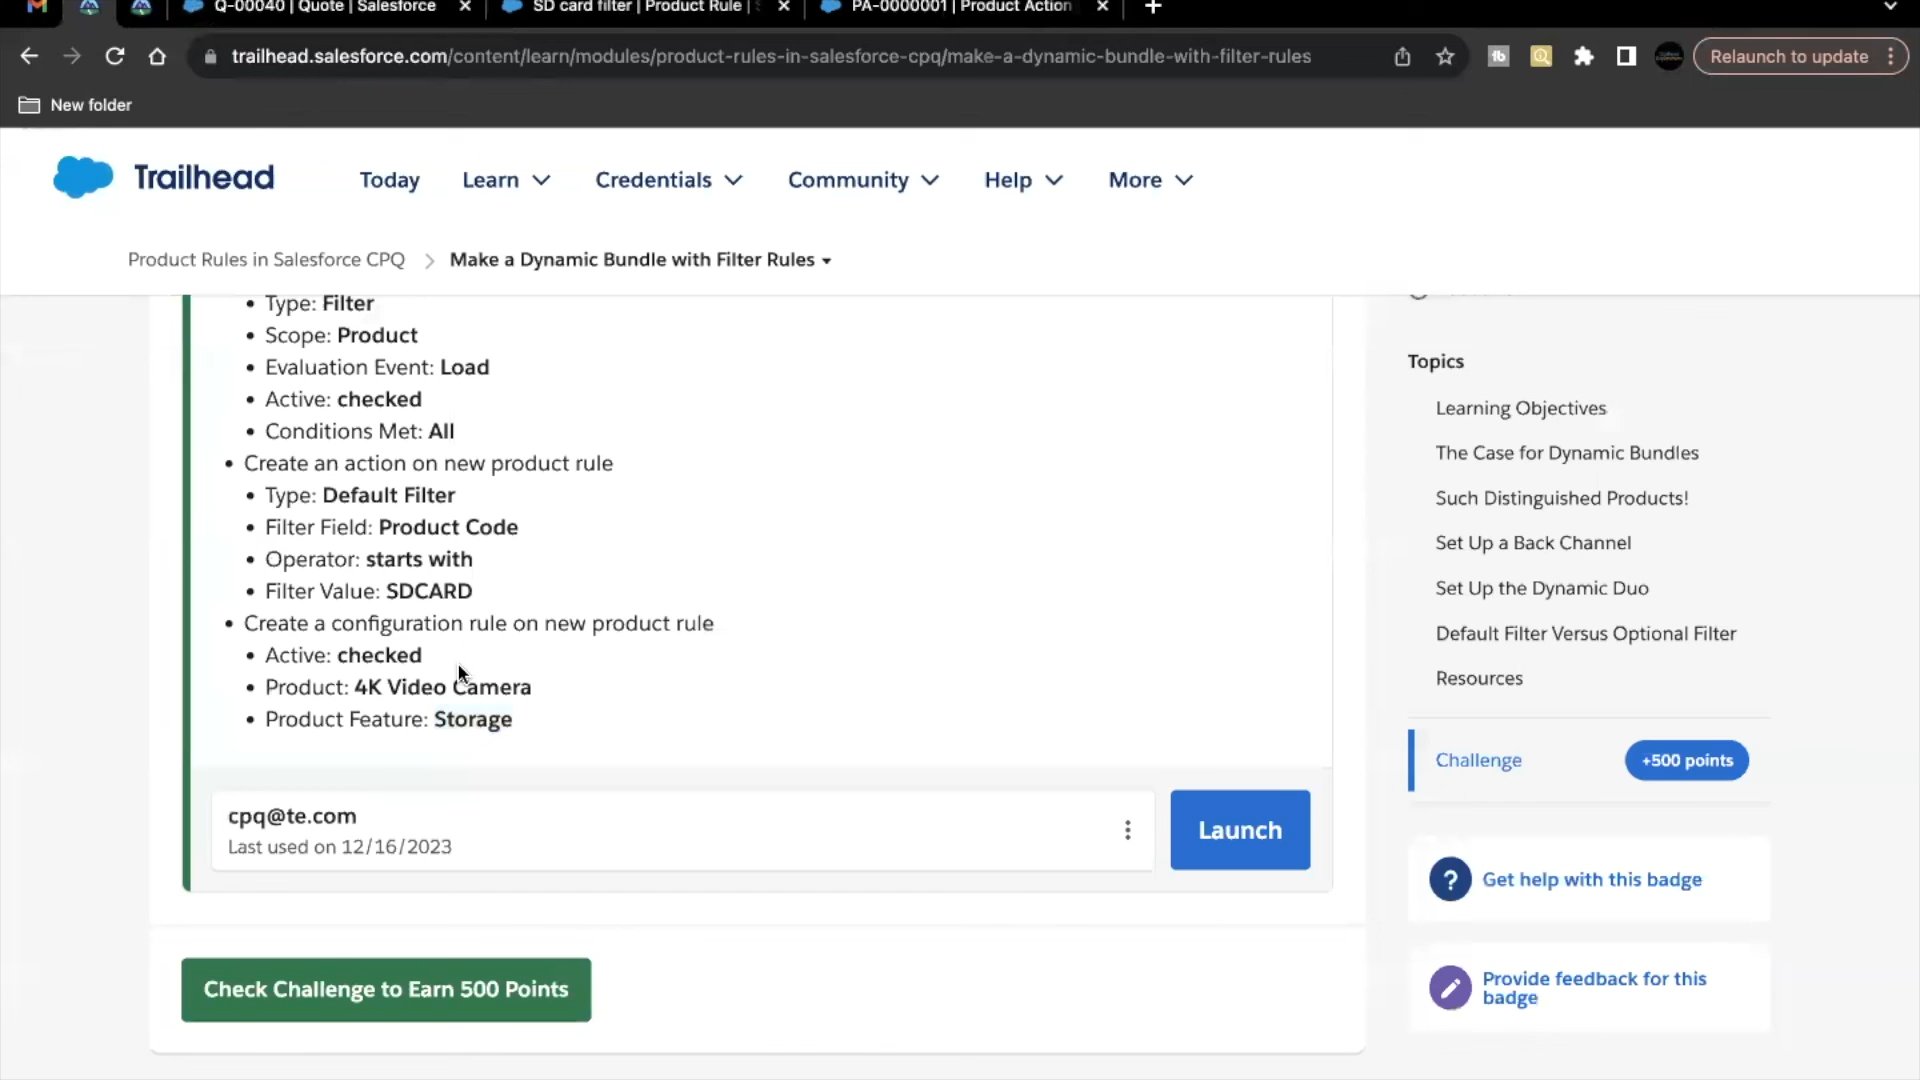 Q-00040 | Quote | Salesforce
SD card filter | Product Rule |
PA-0000001 | Product Action
trailhead.salesforce.com/content/learn/modules/product-rules-in-salesforce-cpq/make-a-dynamic-bundle-with-filter-rules
Relaunch to update
New folder
Trailhead
Today
Learn
Credentials
Community
Help
More
Product Rules in Salesforce CPQ
Make a Dynamic Bundle with Filter Rules
• Type: Filter
• Scope: Product
• Evaluation Event: Load
• Active: checked
• Conditions Met: All
• Create an action on new product rule
• Type: Default Filter
• Filter Field: Product Code
• Operator: starts with
• Filter Value: SDCARD
• Create a configuration rule on new product rule
• Active: checked
• Product: 4K Video Camera
• Product Feature: Storage
cpq@te.com
Last used on 12/16/2023
Launch
Check Challenge to Earn 500 Points
Topics
Learning Objectives
The Case for Dynamic Bundles
Such Distinguished Products!
Set Up a Back Channel
Set Up the Dynamic Duo
Default Filter Versus Optional Filter
Resources
Challenge
+500 points
Get help with this badge
Provide feedback for this
badge